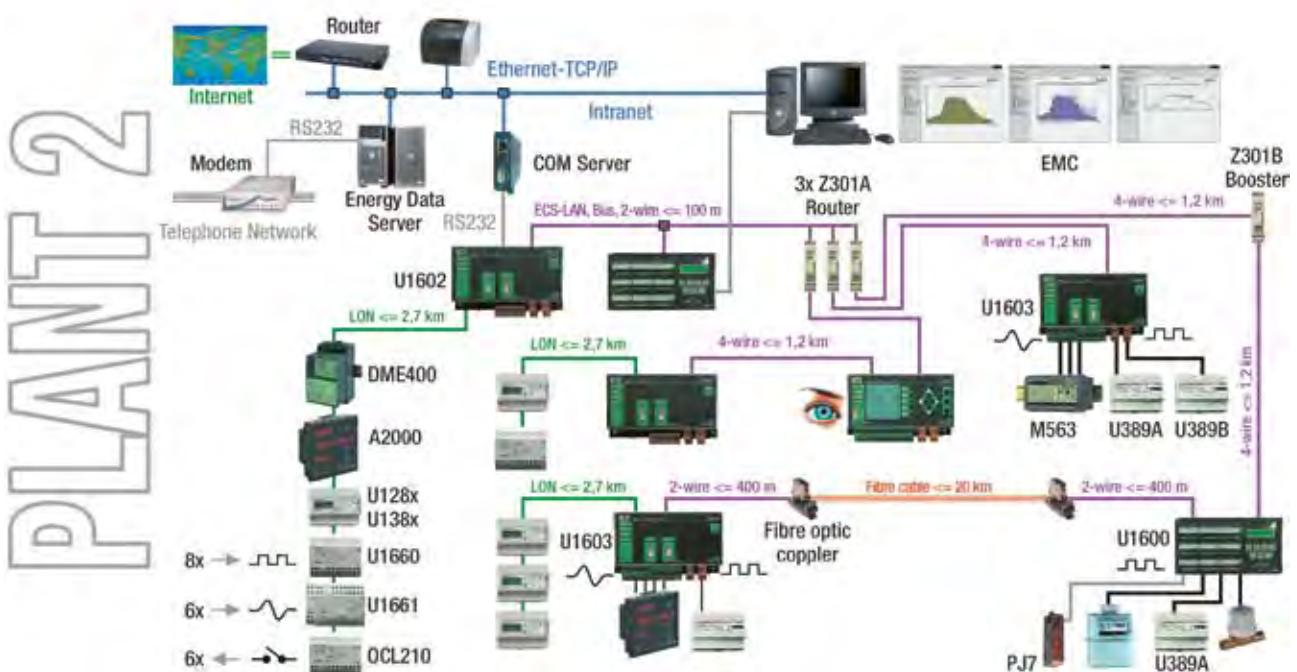 PLANT 2
Router
Ethernet-TCP/IP
Internet
Intranet
RS232
Modem
COM Server
EMC
Z301B
Booster
Energy Data
Server
3x Z301A
Router
Telephone Network
RS232
ECS-LAN, Bus, 2-wire <= 100 m
4-wire <= 1,2 km
4-wire <= 1,2 km
U1602
U1603
LON <= 2,7 km
LON <= 2,7 km
4-wire <= 1,2 km
4-wire <= 1,2 km
DME400
A2000
M563
U389A
U389B
U128x
U138x
LON <= 2,7 km
2-wire <= 400 m
Fibre cable <= 20 km
2-wire <= 400 m
U1603
Fibre optic
coppler
U1600
8x
U1660
6x
U1661
6x
OCL210
PJ7
U389A